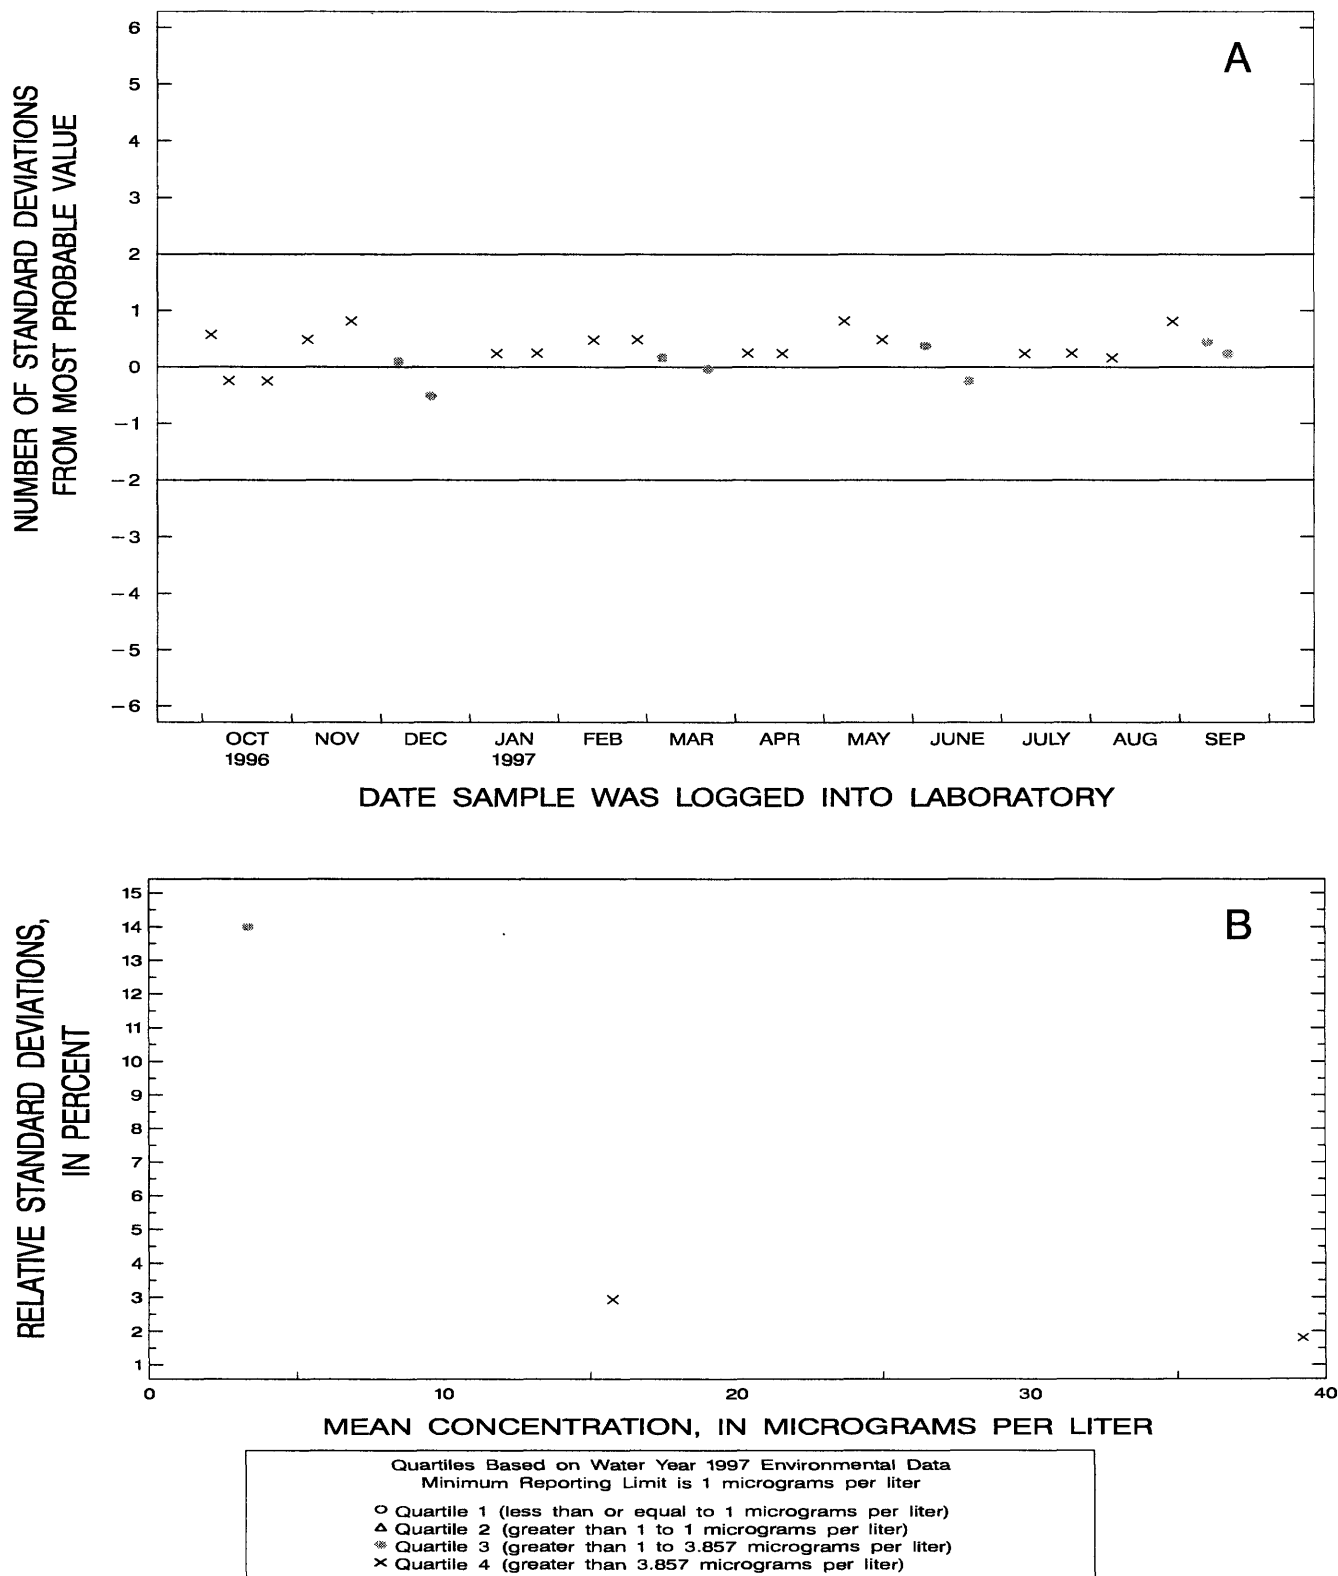 A
NUMBER OF STANDARD DEVIATIONS
FROM MOST PROBABLE VALUE
6
5
4
3
2
1
0
−1
−2
−3
−4
−5
−6
OCT NOV DEC JAN FEB MAR APR MAY JUNE JULY AUG SEP
1996 1997
DATE SAMPLE WAS LOGGED INTO LABORATORY
B
RELATIVE STANDARD DEVIATIONS,
IN PERCENT
15
14
13
12
11
10
9
8
7
6
5
4
3
2
1
0 10 20 30 40
MEAN CONCENTRATION, IN MICROGRAMS PER LITER
Quartiles Based on Water Year 1997 Environmental Data
Minimum Reporting Limit is 1 micrograms per liter
Quartile 1 (less than or equal to 1 micrograms per liter)
Quartile 2 (greater than 1 to 1 micrograms per liter)
Quartile 3 (greater than 1 to 3.857 micrograms per liter)
Quartile 4 (greater than 3.857 micrograms per liter)